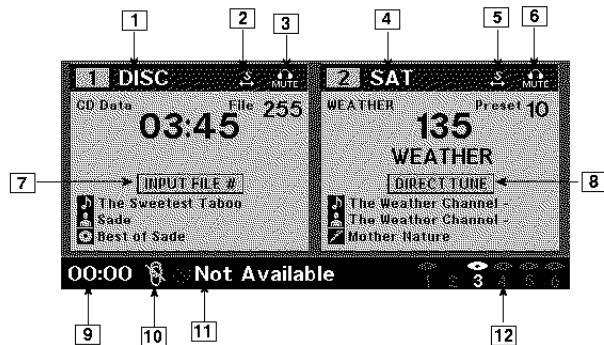 1 2 3 4 5 6
1 DISC S MUTE 2 SAT S MUTE
CD Data File 255 WEATHER Preset 10
03:45 135
WEATHER
7 INPUT FILE # DIRECT TUNE 8
The Sweetest Taboo The Weather Channel -
Sade The Weather Channel -
Best of Sade Mother Nature
00:00 Not Available 1 2 3 4 5 6
9 10 11 12